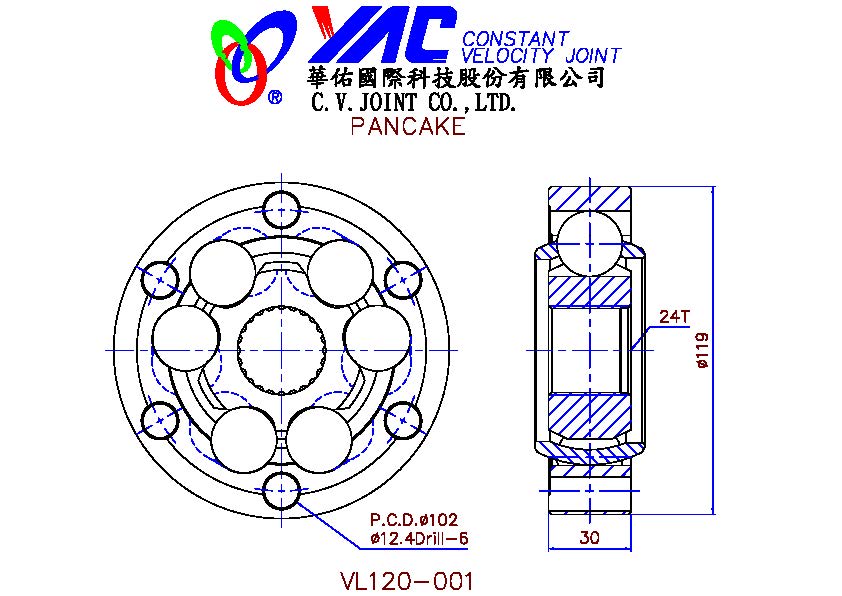 YAC CONSTANT
VELOCITY JOINT
®
華佑國際科技股份有限公司
C.V.JOINT CO.,LTD.
PANCAKE
24T
ø119
P.C.D.ø102
ø12.4Drill-6
30
VL120-001